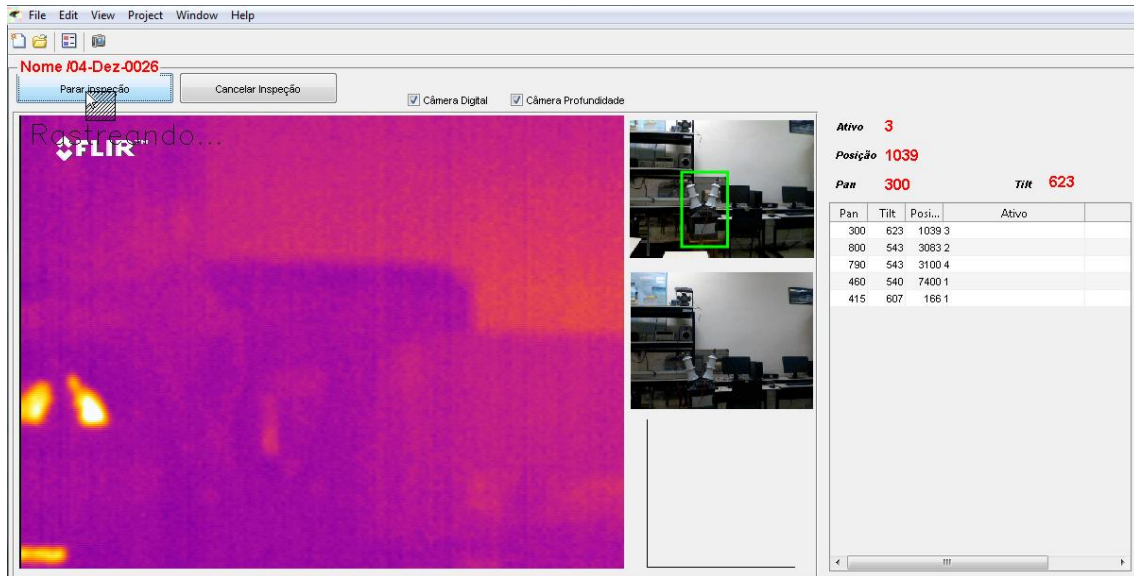 File Edit View Project Window Help
Nome /04-Dez-0026
Parar inspeção Cancelar Inspeção
Câmera Digital Câmera Profundidade
Rastreando...
FLIR
Ativo 3
Posição 1039
Pan 300 Tilt 623
Pan Tilt Posi... Ativo
300 623 1039 3
800 543 3083 2
790 543 3100 4
460 540 7400 1
415 607 166 1